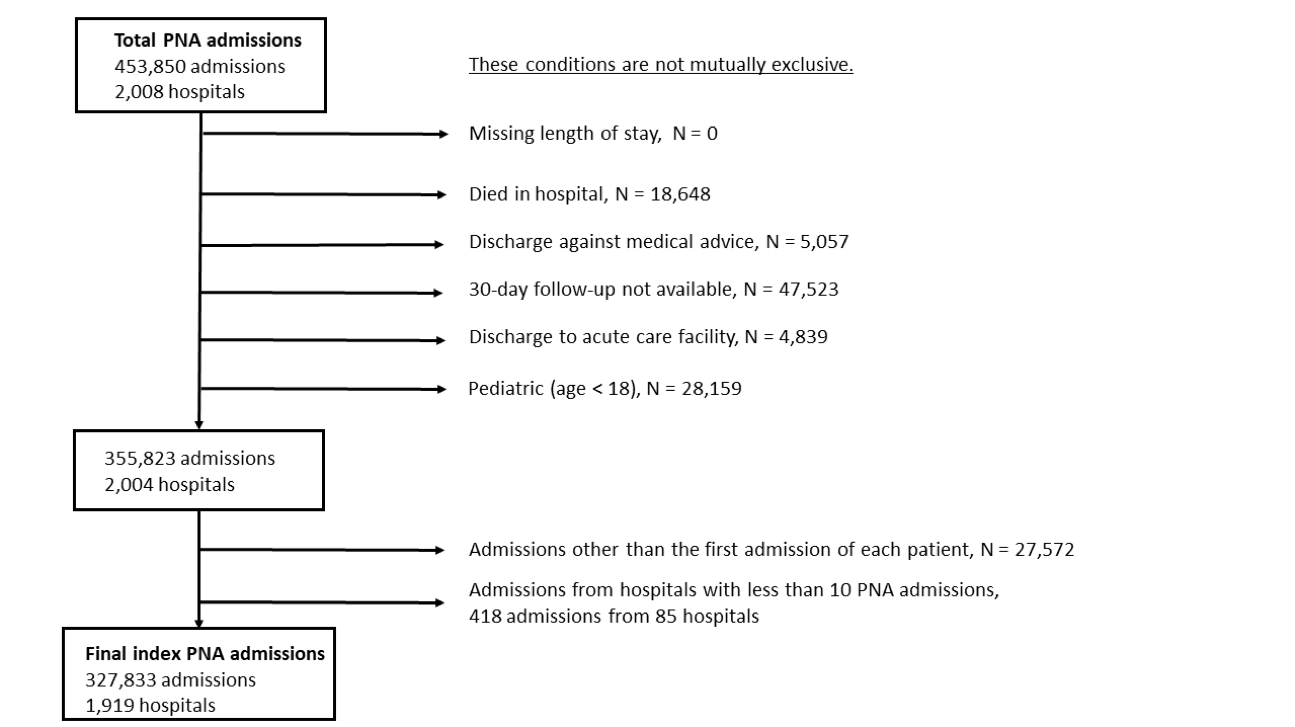 Total PNA admissions
453,850 admissions
2,008 hospitals
These conditions are not mutually exclusive.
Missing length of stay, N = 0
Died in hospital, N = 18,648
Discharge against medical advice, N = 5,057
30-day follow-up not available, N = 47,523
Discharge to acute care facility, N = 4,839
Pediatric (age < 18), N = 28,159
355,823 admissions
2,004 hospitals
Admissions other than the first admission of each patient, N = 27,572
Admissions from hospitals with less than 10 PNA admissions,
418 admissions from 85 hospitals
Final index PNA admissions
327,833 admissions
1,919 hospitals